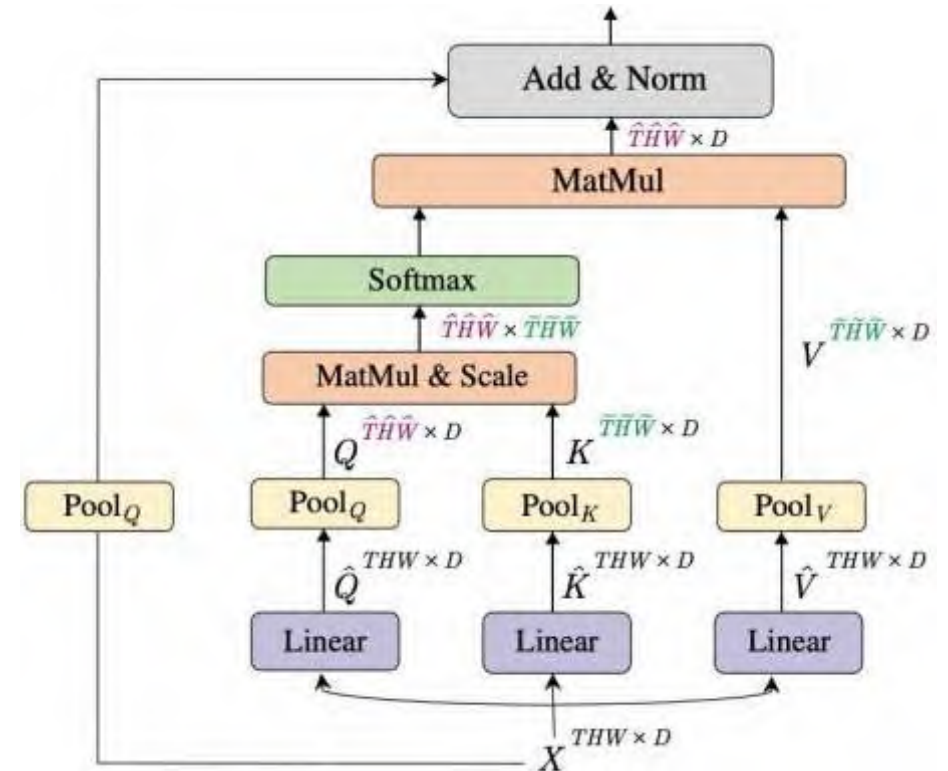 Add & Norm
T̂ĤŴ × D
MatMul
Softmax
T̂ĤŴ × T̃H̃W̃
V T̃H̃W̃ × D
MatMul & Scale
Q T̂ĤŴ × D K T̃H̃W̃ × D
Pool_Q Pool_Q Pool_K Pool_V
Q̂ THW × D K̂ THW × D V̂ THW × D
Linear Linear Linear
X THW × D